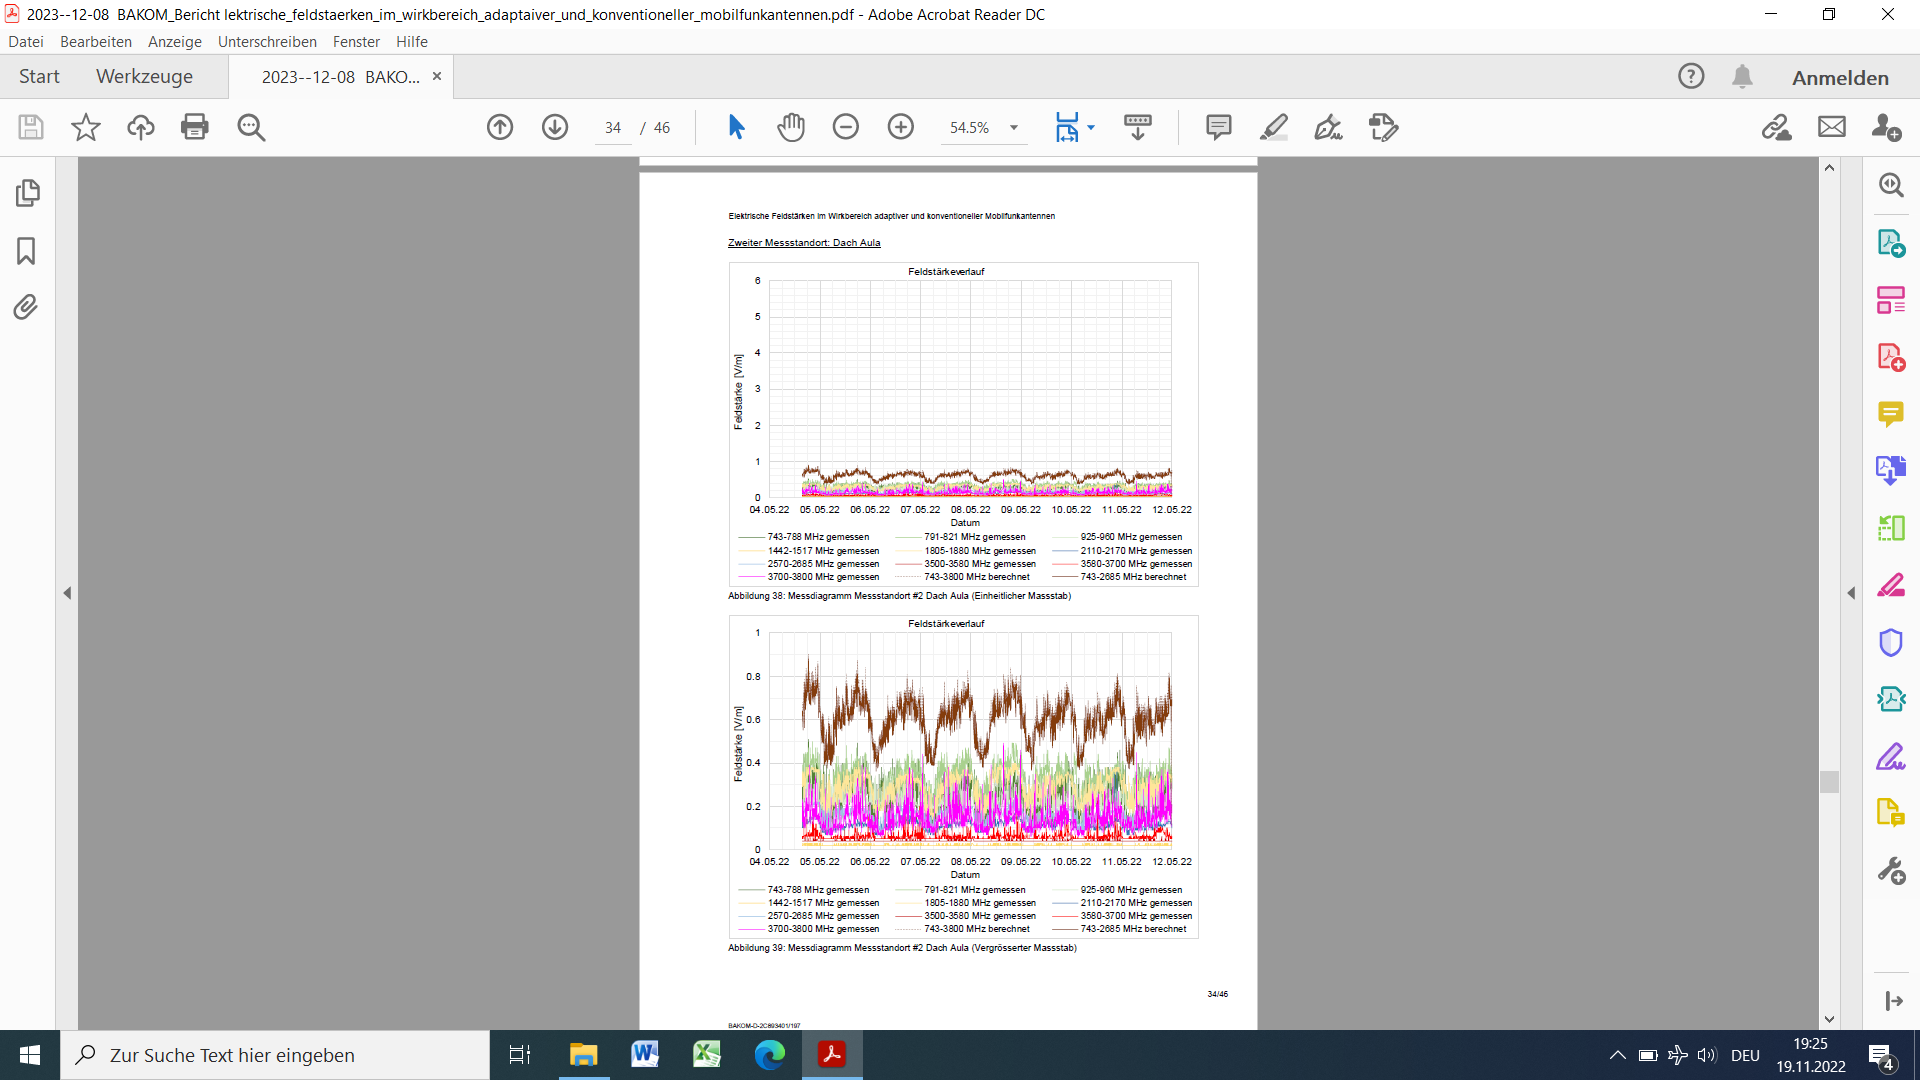 2023--12-08  BAKOM_Bericht lektrische_feldstaerken_im_wirkbereich_adaptaiver_und_konventioneller_mobilfunkantennen.pdf - Adobe Acrobat Reader DC
Datei Bearbeiten Anzeige Unterschreiben Fenster Hilfe
Start Werkzeuge 2023--12-08  BAKO... × Anmelden
34 / 46 54.5%
Elektrische Feldstärken im Wirkbereich adaptiver und konventioneller Mobilfunkantennen
Zweiter Messstandort: Dach Aula
Feldstärkeverlauf
6
5
4
3
2
1
0
Feldstärke [V/m]
04.05.22 05.05.22 06.05.22 07.05.22 08.05.22 09.05.22 10.05.22 11.05.22 12.05.22
Datum
743-788 MHz gemessen 791-821 MHz gemessen 925-960 MHz gemessen
1442-1517 MHz gemessen 1805-1880 MHz gemessen 2110-2170 MHz gemessen
2570-2685 MHz gemessen 3500-3580 MHz gemessen 3580-3700 MHz gemessen
3700-3800 MHz gemessen 743-3800 MHz berechnet 743-2685 MHz berechnet
Abbildung 38: Messdiagramm Messstandort #2 Dach Aula (Einheitlicher Massstab)
Feldstärkeverlauf
1
0.8
0.6
0.4
0.2
0
Feldstärke [V/m]
04.05.22 05.05.22 06.05.22 07.05.22 08.05.22 09.05.22 10.05.22 11.05.22 12.05.22
Datum
743-788 MHz gemessen 791-821 MHz gemessen 925-960 MHz gemessen
1442-1517 MHz gemessen 1805-1880 MHz gemessen 2110-2170 MHz gemessen
2570-2685 MHz gemessen 3500-3580 MHz gemessen 3580-3700 MHz gemessen
3700-3800 MHz gemessen 743-3800 MHz berechnet 743-2685 MHz berechnet
Abbildung 39: Messdiagramm Messstandort #2 Dach Aula (Vergrösserter Massstab)
34/46
BAKOM-D-2C893401/197
Zur Suche Text hier eingeben
DEU
19:25
19.11.2022
4